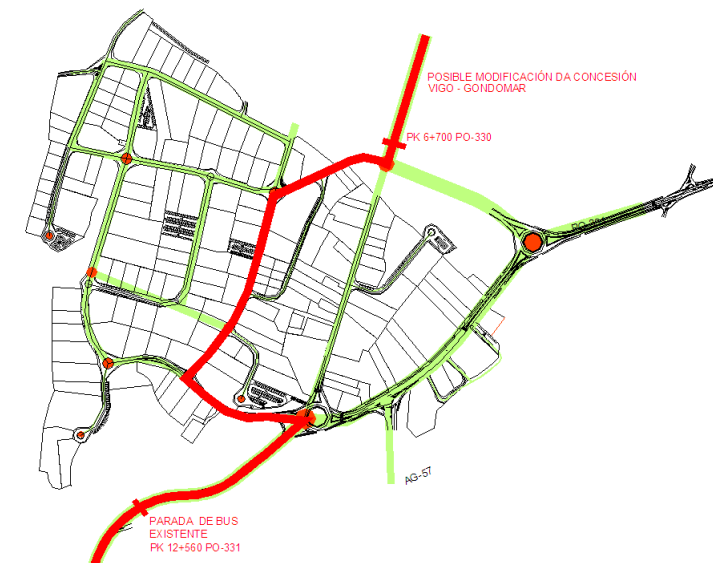 POSIBLE MODIFICACIÓN DA CONCESIÓN
VIGO - GONDOMAR
PK 6+700 PO-330
AG-57
PARADA DE BUS
EXISTENTE
PK 12+560 PO-331